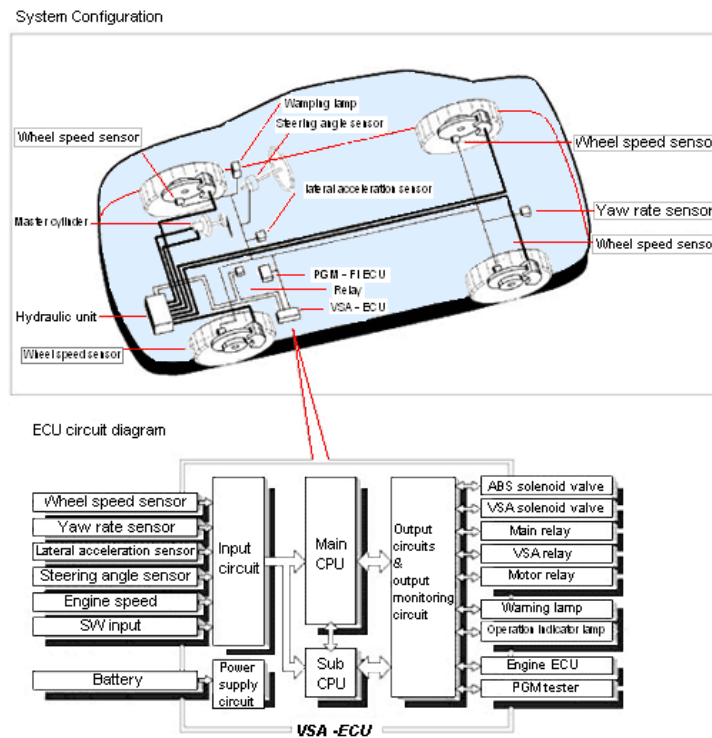 System Configuration
Wamping lamp
Steering angle sensor
Wheel speed sensor
Wheel speed sensor
lateral acceleration sensor
Master cylinder
Yaw rate sensor
Wheel speed sensor
PGM - FI ECU
Relay
VSA - ECU
Hydraulic unit
Wheel speed sensor
ECU circuit diagram
Wheel speed sensor
Yaw rate sensor
Lateral acceleration sensor
Steering angle sensor
Engine speed
SW input
Battery
Input
circuit
Power
supply
circuit
Main
CPU
Sub
CPU
Output
circuits
&
output
monitoring
circuit
ABS solenoid valve
VSA solenoid valve
Main relay
VSA relay
Motor relay
Warning lamp
Operation Indicator lamp
Engine ECU
PGM tester
VSA -ECU